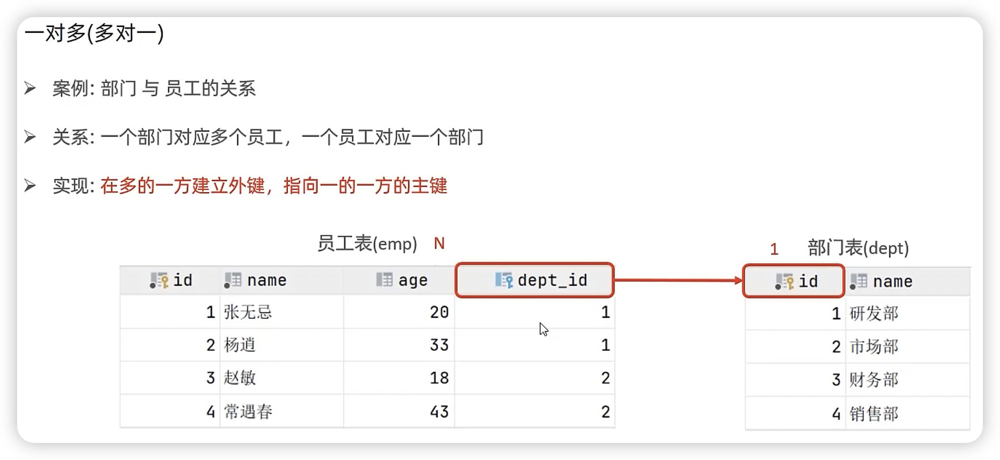 一对多(多对一)
案例: 部门 与 员工的关系
关系: 一个部门对应多个员工，一个员工对应一个部门
实现: 在多的一方建立外键，指向一的一方的主键
员工表(emp) N
id name age dept_id
1 张无忌 20 1
2 杨逍 33 1
3 赵敏 18 2
4 常遇春 43 2
1 部门表(dept)
id name
1 研发部
2 市场部
3 财务部
4 销售部